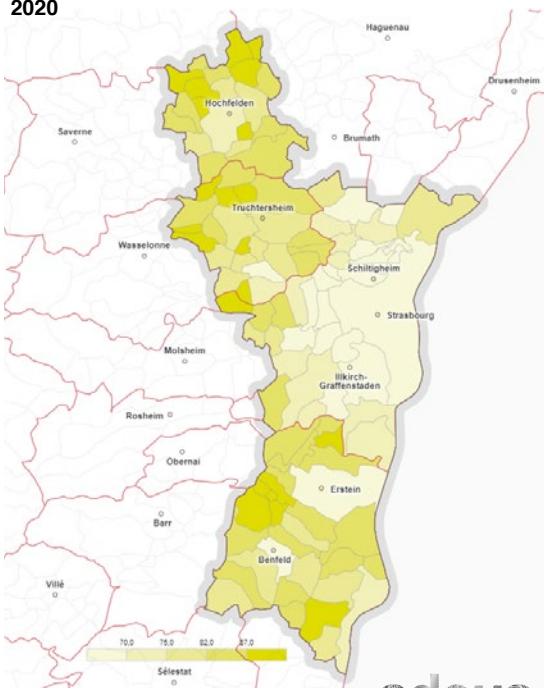 2020
Haguenau
Drusenheim
Hochfelden
Saverne
Brumath
Truchtersheim
Wasselonne
Schiltigheim
Strasbourg
Molsheim
Illkirch-
Graffenstaden
Rosheim
Obernai
Erstein
Barr
Benfeld
Villé
70,0 75,0 82,0 87,0
Sélestat